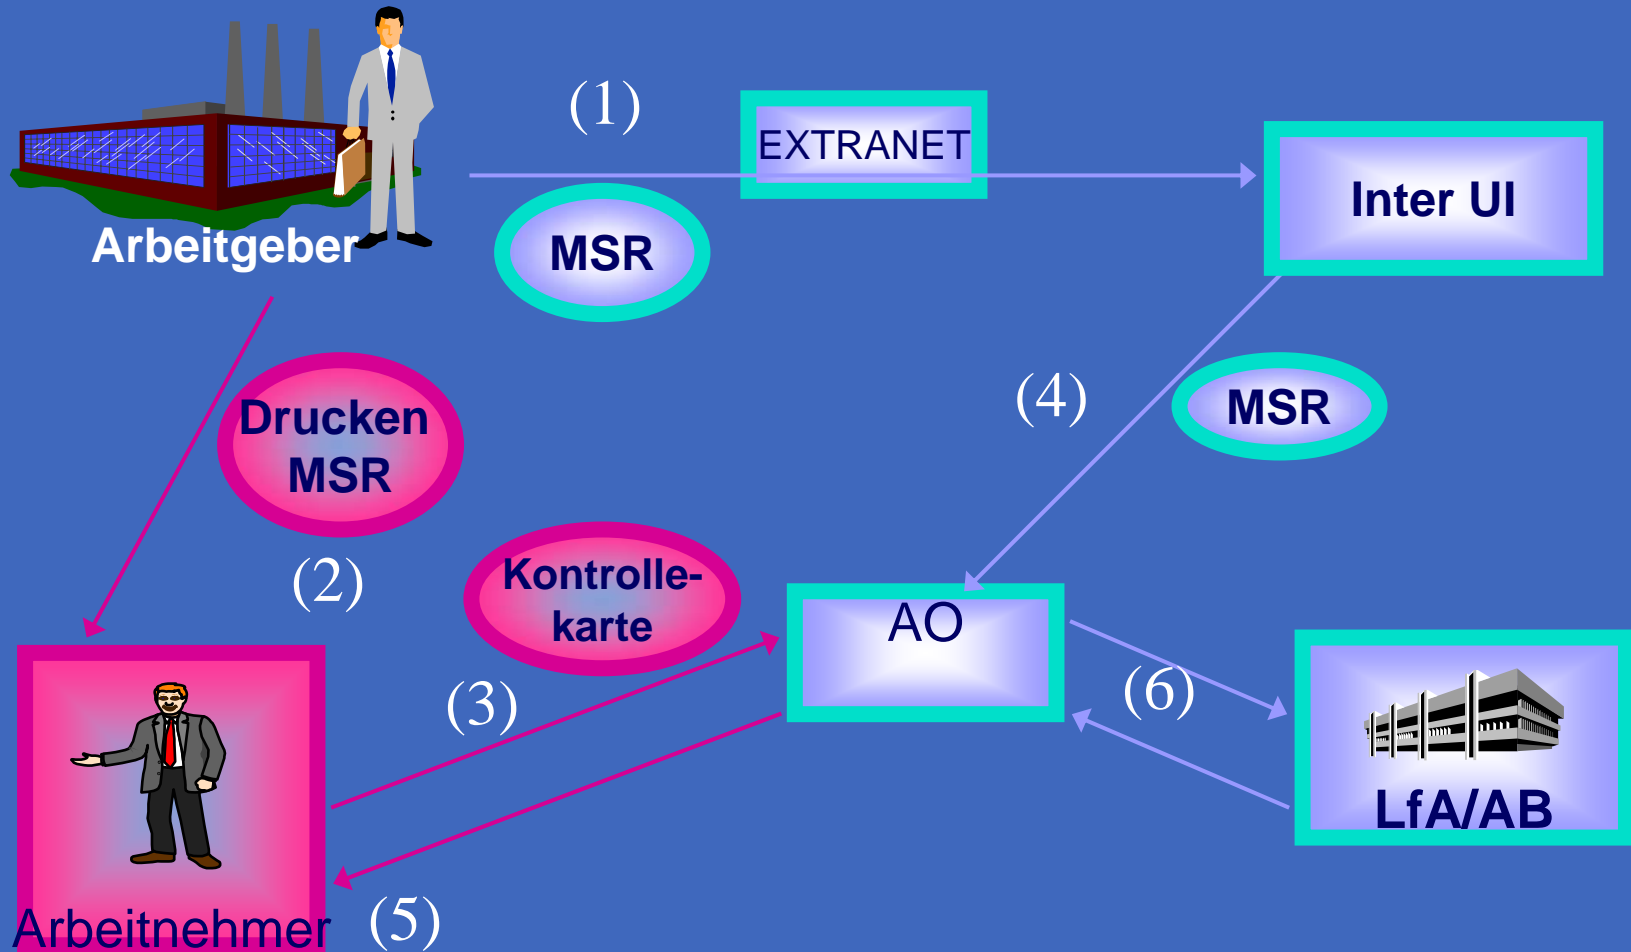 (1)
EXTRANET
Inter UI
Arbeitgeber
MSR
(4)
MSR
Drucken
MSR
(2)
Kontrolle-
karte
AO
(3)
(6)
LfA/AB
Arbeitnehmer
(5)